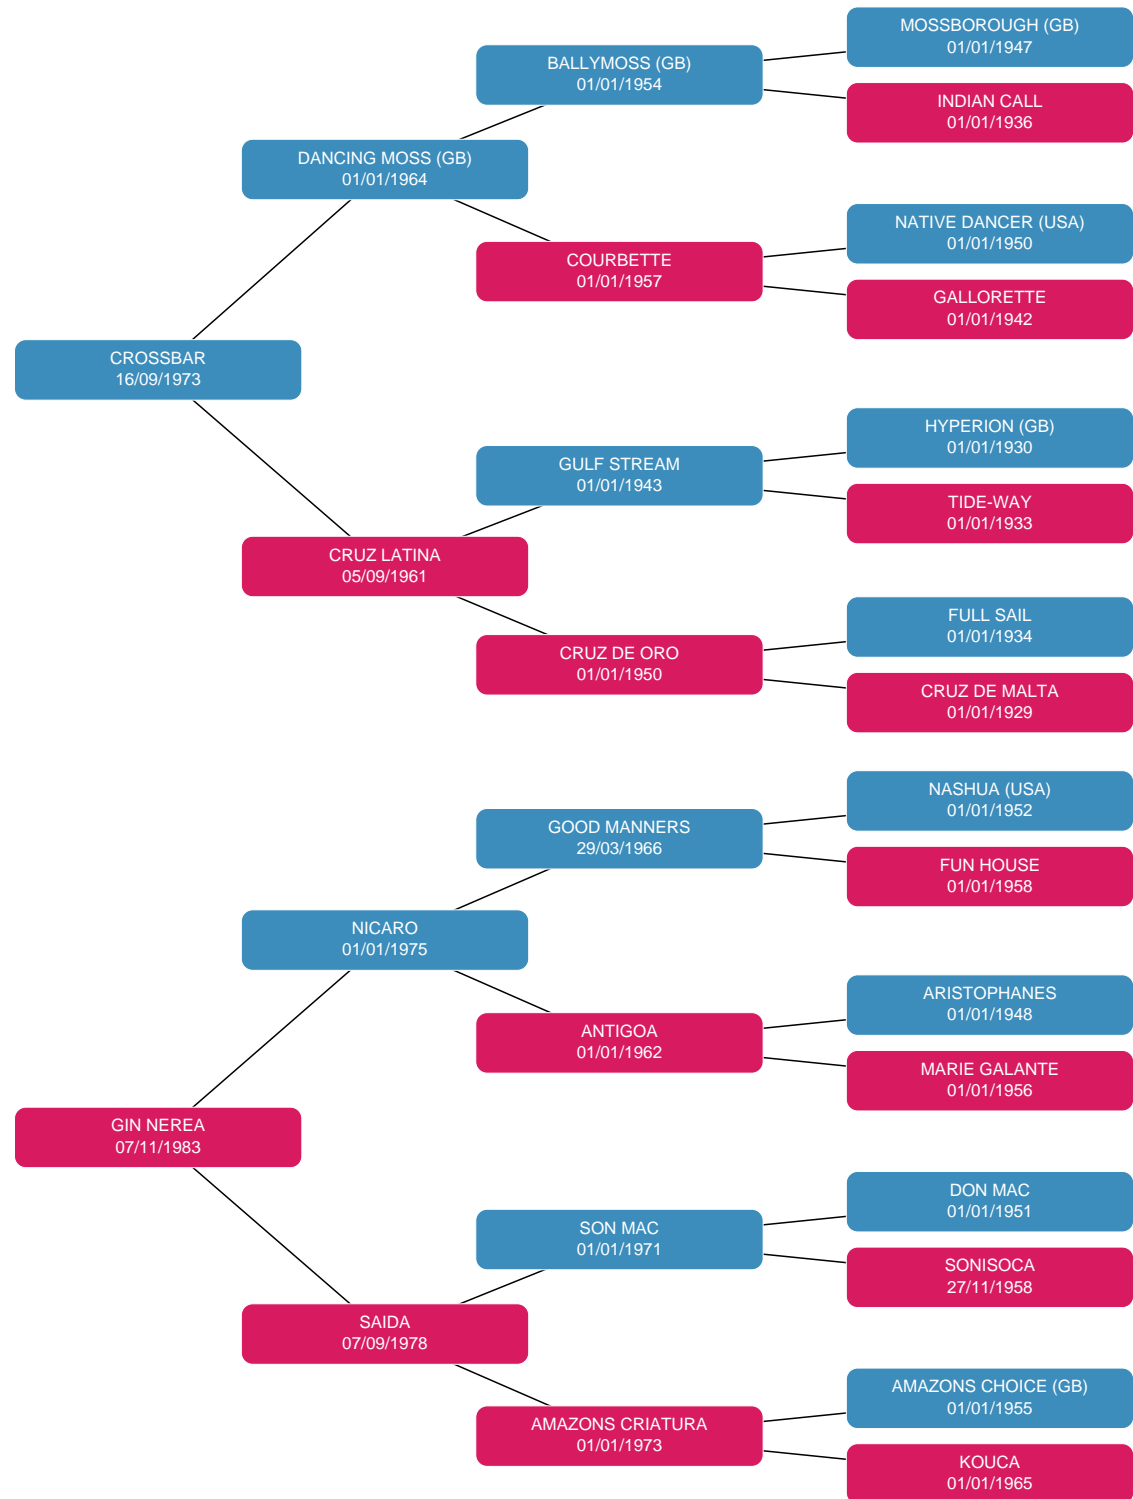 MOSSBOROUGH (GB)
01/01/1947
BALLYMOSS (GB)
01/01/1954
INDIAN CALL
01/01/1936
DANCING MOSS (GB)
01/01/1964
NATIVE DANCER (USA)
01/01/1950
COURBETTE
01/01/1957
GALLORETTE
01/01/1942
CROSSBAR
16/09/1973
HYPERION (GB)
01/01/1930
GULF STREAM
01/01/1943
TIDE-WAY
01/01/1933
CRUZ LATINA
05/09/1961
FULL SAIL
01/01/1934
CRUZ DE ORO
01/01/1950
CRUZ DE MALTA
01/01/1929
NASHUA (USA)
01/01/1952
GOOD MANNERS
29/03/1966
FUN HOUSE
01/01/1958
NICARO
01/01/1975
ARISTOPHANES
01/01/1948
ANTIGOA
01/01/1962
MARIE GALANTE
01/01/1956
GIN NEREA
07/11/1983
DON MAC
01/01/1951
SON MAC
01/01/1971
SONISOCA
27/11/1958
SAIDA
07/09/1978
AMAZONS CHOICE (GB)
01/01/1955
AMAZONS CRIATURA
01/01/1973
KOUCA
01/01/1965